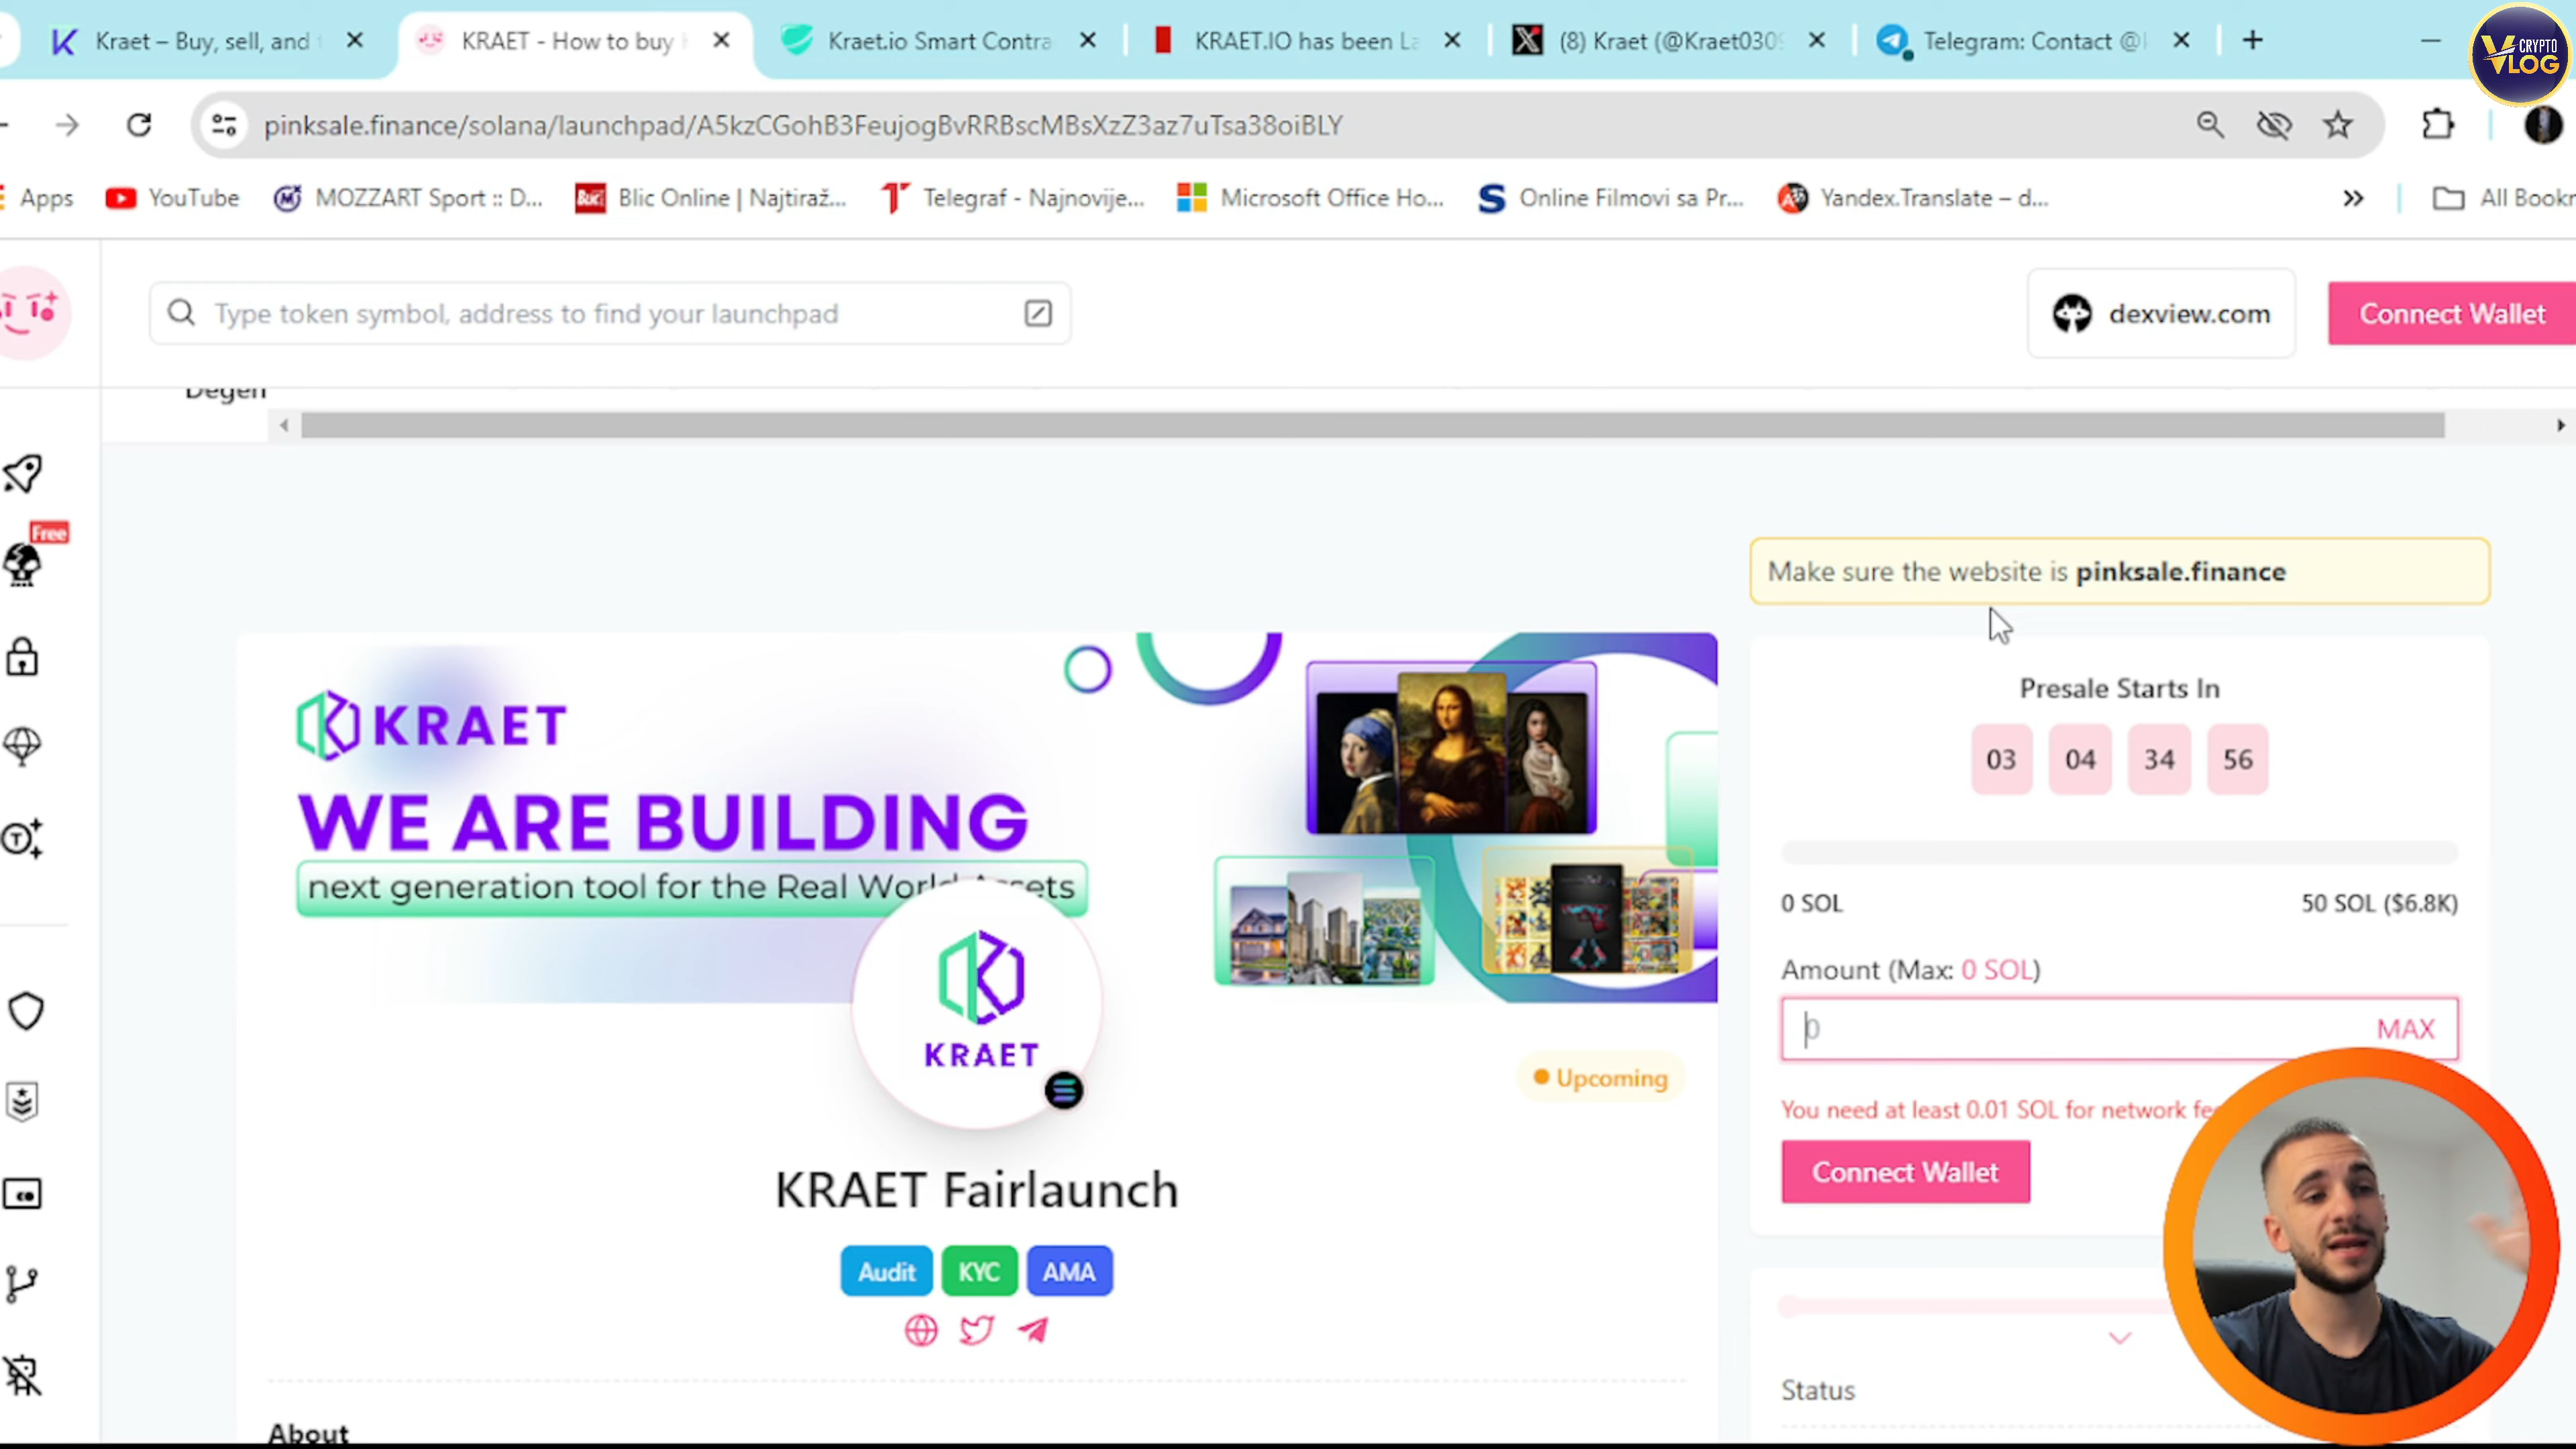 Kraet – Buy, sell, and
KRAET - How to buy
Kraet.io Smart Contra
KRAET.IO has been La
(8) Kraet (@Kraet0309
Telegram: Contact @
CRYPTO
VLOG
pinksale.finance/solana/launchpad/A5kzCGohB3FeujogBvRRBscMBsXzZ3az7uTsa38oiBLY
Apps
YouTube
MOZZART Sport :: D...
Blic Online | Najtiraž...
Telegraf - Najnovije...
Microsoft Office Ho...
Online Filmovi sa Pr...
Yandex.Translate – d...
All Bookr
Type token symbol, address to find your launchpad
dexview.com
Connect Wallet
Degen
Free
Make sure the website is pinksale.finance
KRAET
WE ARE BUILDING
next generation tool for the Real World Assets
Presale Starts In
03 04 34 56
0 SOL
50 SOL ($6.8K)
Amount (Max: 0 SOL)
0
MAX
You need at least 0.01 SOL for network fe
Connect Wallet
KRAET
Upcoming
KRAET Fairlaunch
Audit
KYC
AMA
Status
About